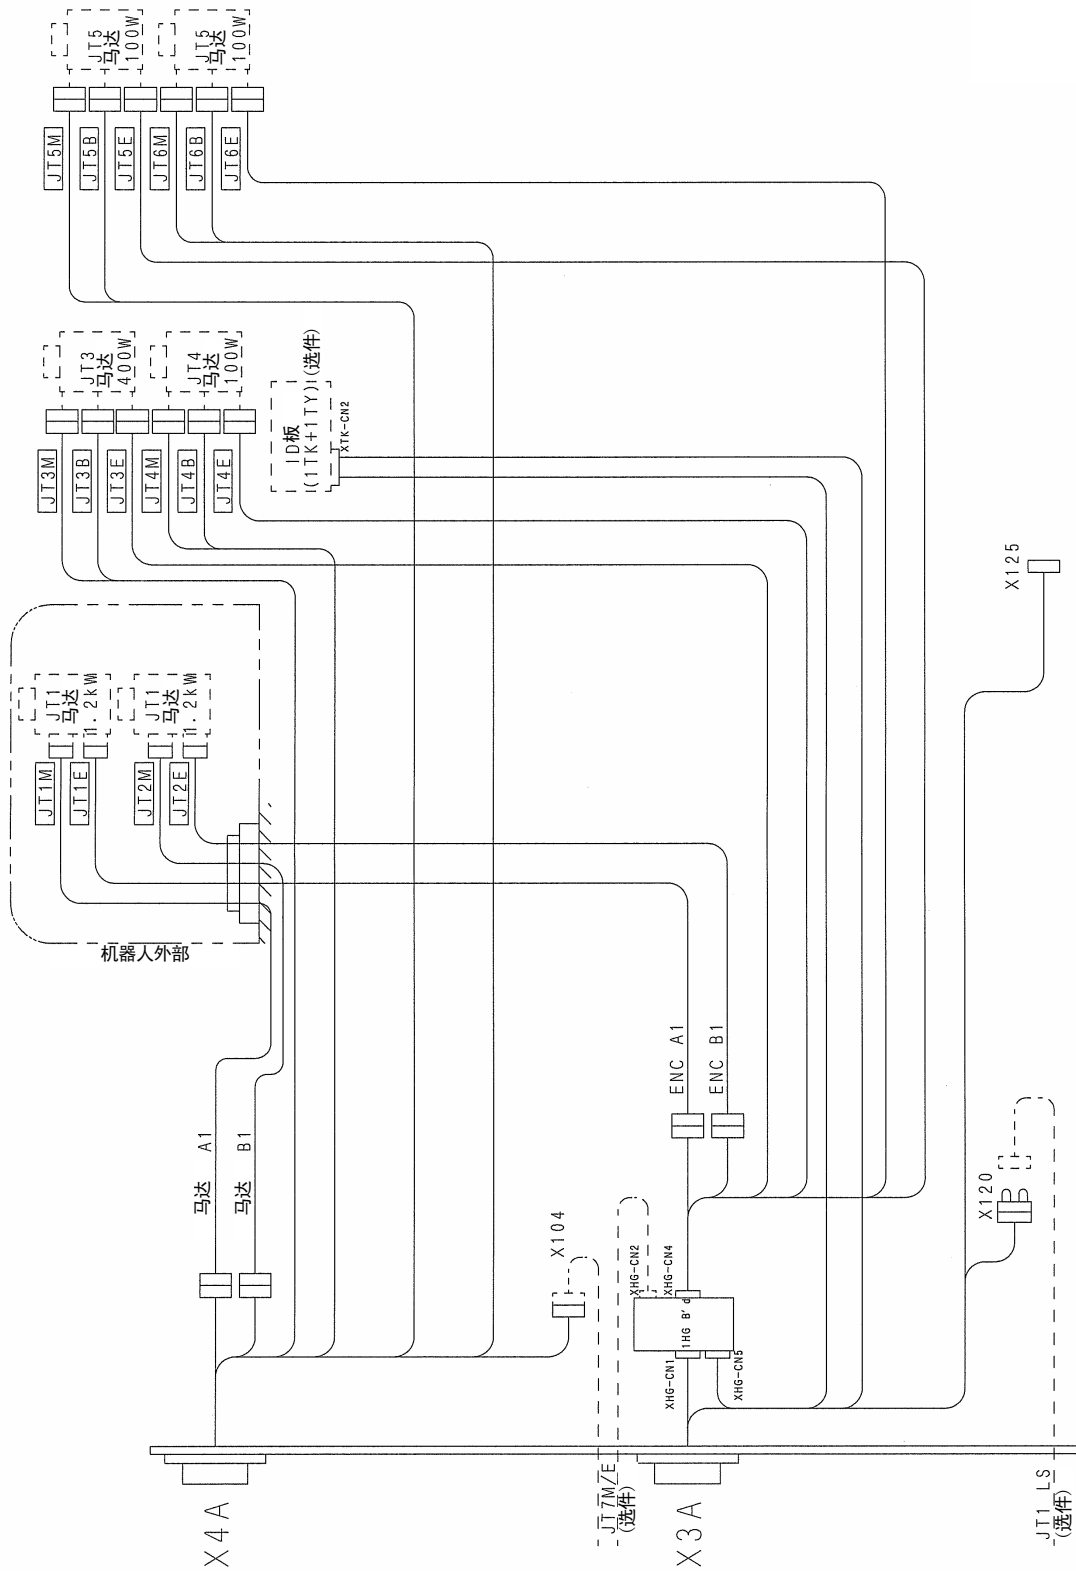 JT5
马达
100W
JT5
马达
100W
JT5M
JT5B
JT5E
JT6M
JT6B
JT6E
JT3
马达
400W
JT4
马达
100W
JT3M
JT3B
JT3E
JT4M
JT4B
JT4E
ID板
(1TK+1TY)
(选件)
XTK-CN2
JT1
马达
1.2kW
JT1
马达
1.2kW
JT1M
JT1E
JT2M
JT2E
机器人外部
X125
马达 A1
马达 B1
ENC A1
ENC B1
X104
X120
XHG-CN2
XHG-CN4
1HG B'd
XHG-CN1
XHG-CN5
X4A
JT7M/E
(选件)
X3A
JT1 LS
(选件)